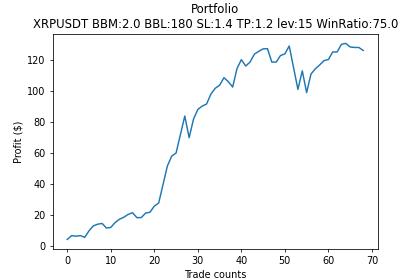 Portfolio
XRPUSDT BBM:2.0 BBL:180 SL:1.4 TP:1.2 lev:15 WinRatio:75.0
Profit ($)
120
100
80
60
40
20
0
0 10 20 30 40 50 60 70
Trade counts